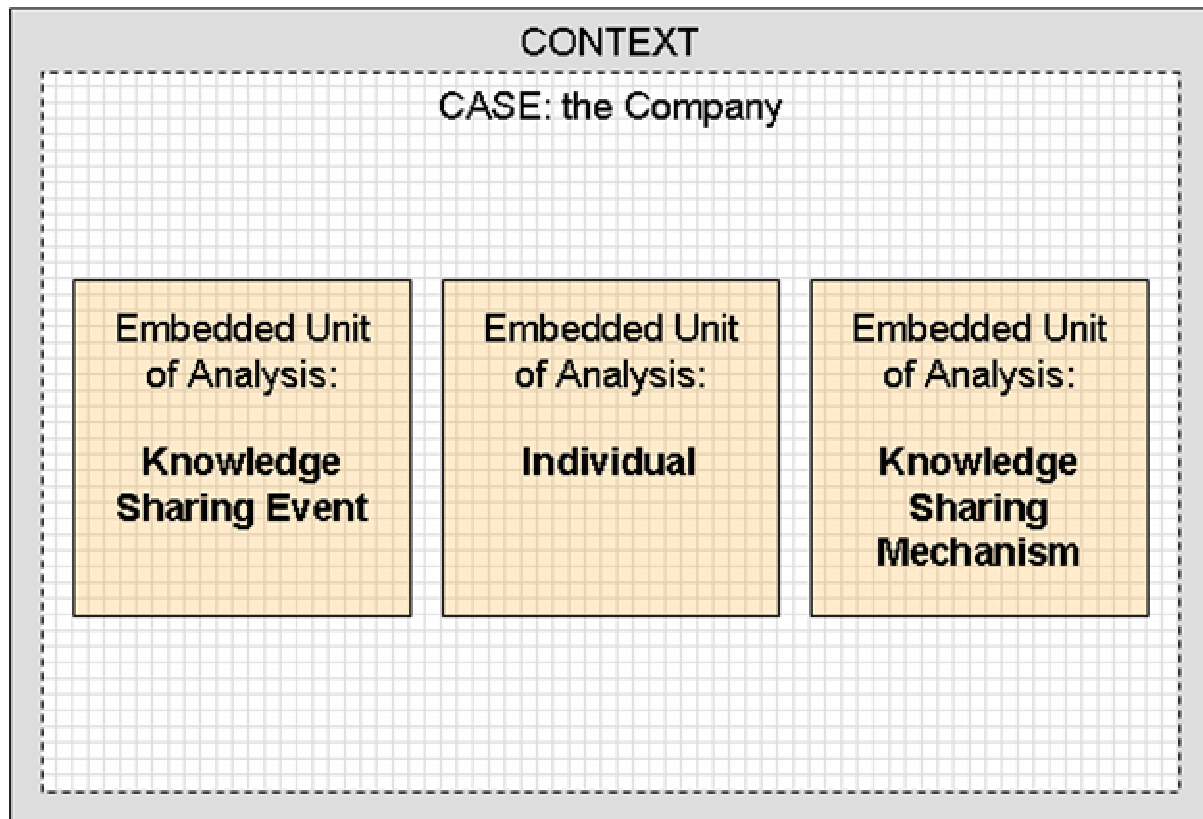 CONTEXT
CASE: the Company
Embedded Unit
of Analysis:
Knowledge
Sharing Event
Embedded Unit
of Analysis:
Individual
Embedded Unit
of Analysis:
Knowledge
Sharing
Mechanism